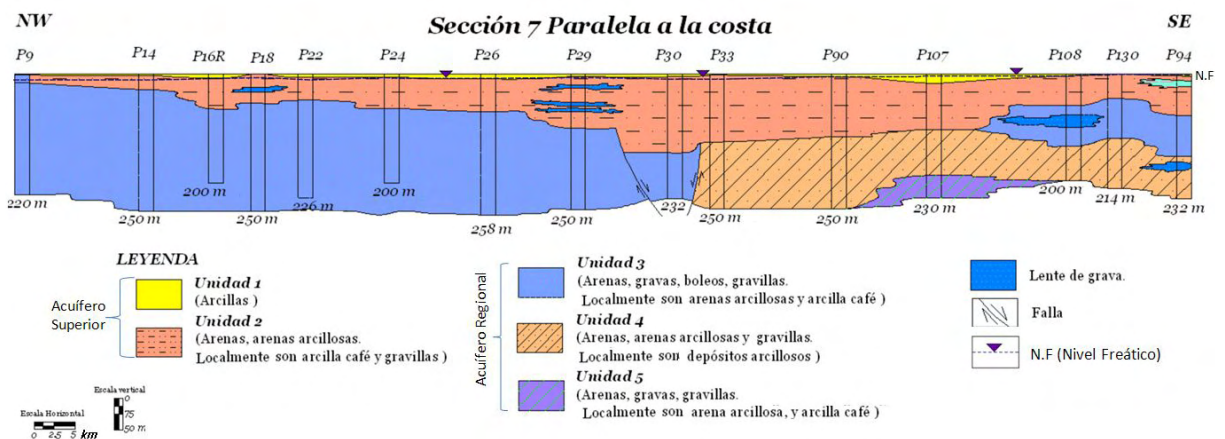 NW
Sección 7 Paralela a la costa
SE
P9 P14 P16R P18 P22 P24 P26 P29 P30 P33 P90 P107 P108 P130 P94
N.F
220 m 250 m 200 m 250 m 226 m 200 m 258 m 250 m 232 250 m 250 m 230 m 200 m 214 m 232 m
LEYENDA
Acuífero
Superior
Unidad 1
(Arcillas )
Unidad 2
(Arenas, arenas arcillosas.
Localmente son arcilla café y gravillas )
Acuífero Regional
Unidad 3
(Arenas, gravas, boleos, gravillas.
Localmente son arenas arcillosas y arcilla café )
Unidad 4
(Arenas, arenas arcillosas y gravillas.
Localmente son depósitos arcillosos )
Unidad 5
(Arenas, gravas, gravillas.
Localmente son arena arcillosa, y arcilla café )
Lente de grava.
Falla
N.F (Nivel Freático)
Escala Horizontal
0 2.5 5 km
Escala vertical
0
75
50 m